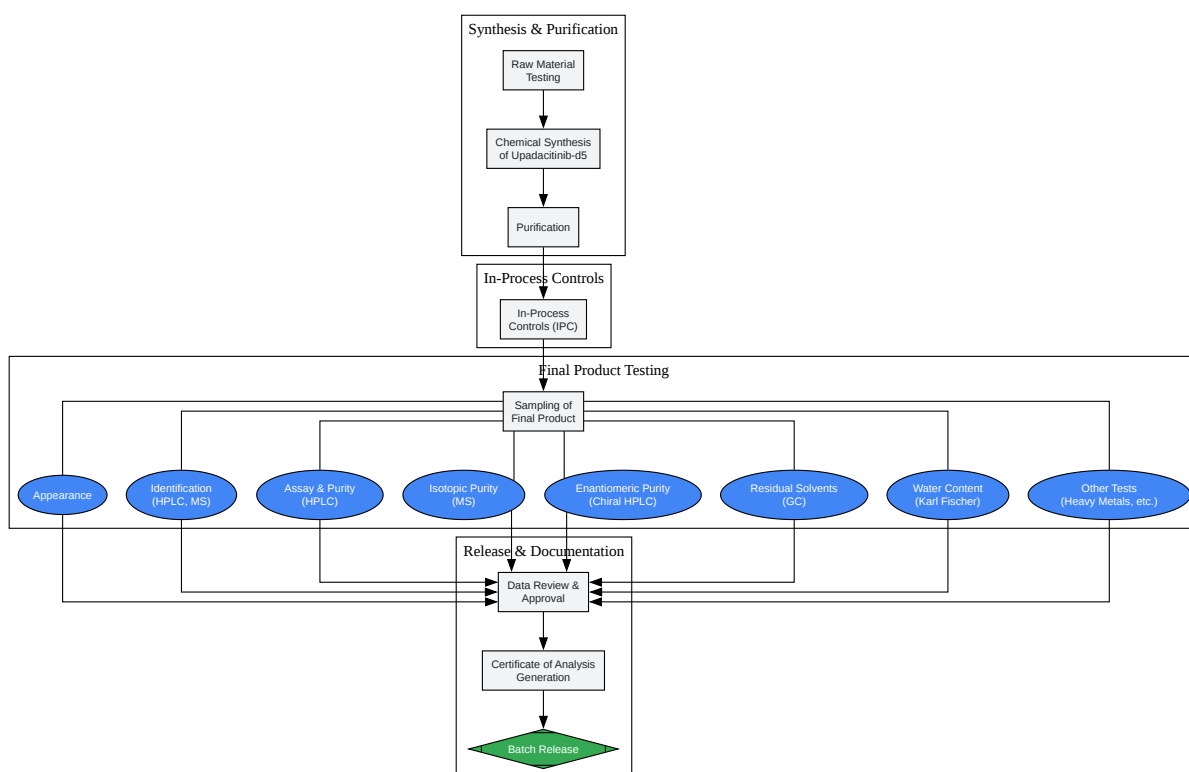 Synthesis & Purification
Raw Material
Testing
Chemical Synthesis
of Upadacitinib-d5
Purification
In-Process Controls
In-Process
Controls (IPC)
Final Product Testing
Sampling of
Final Product
Appearance
Identification
(HPLC, MS)
Assay & Purity
(HPLC)
Isotopic Purity
(MS)
Enantiomeric Purity
(Chiral HPLC)
Residual Solvents
(GC)
Water Content
(Karl Fischer)
Other Tests
(Heavy Metals, etc.)
Release & Documentation
Data Review &
Approval
Certificate of Analysis
Generation
Batch Release